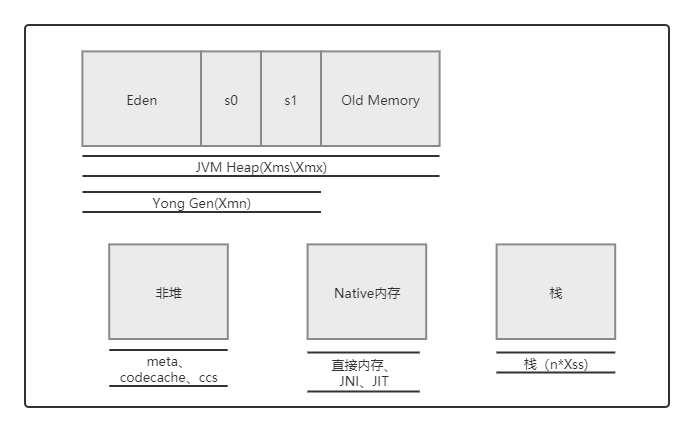 Eden
s0
s1
Old Memory
JVM Heap(Xms\Xmx)
Yong Gen(Xmn)
非堆
Native内存
栈
meta、
codecache、ccs
直接内存、
JNI、JIT
栈（n*Xss)